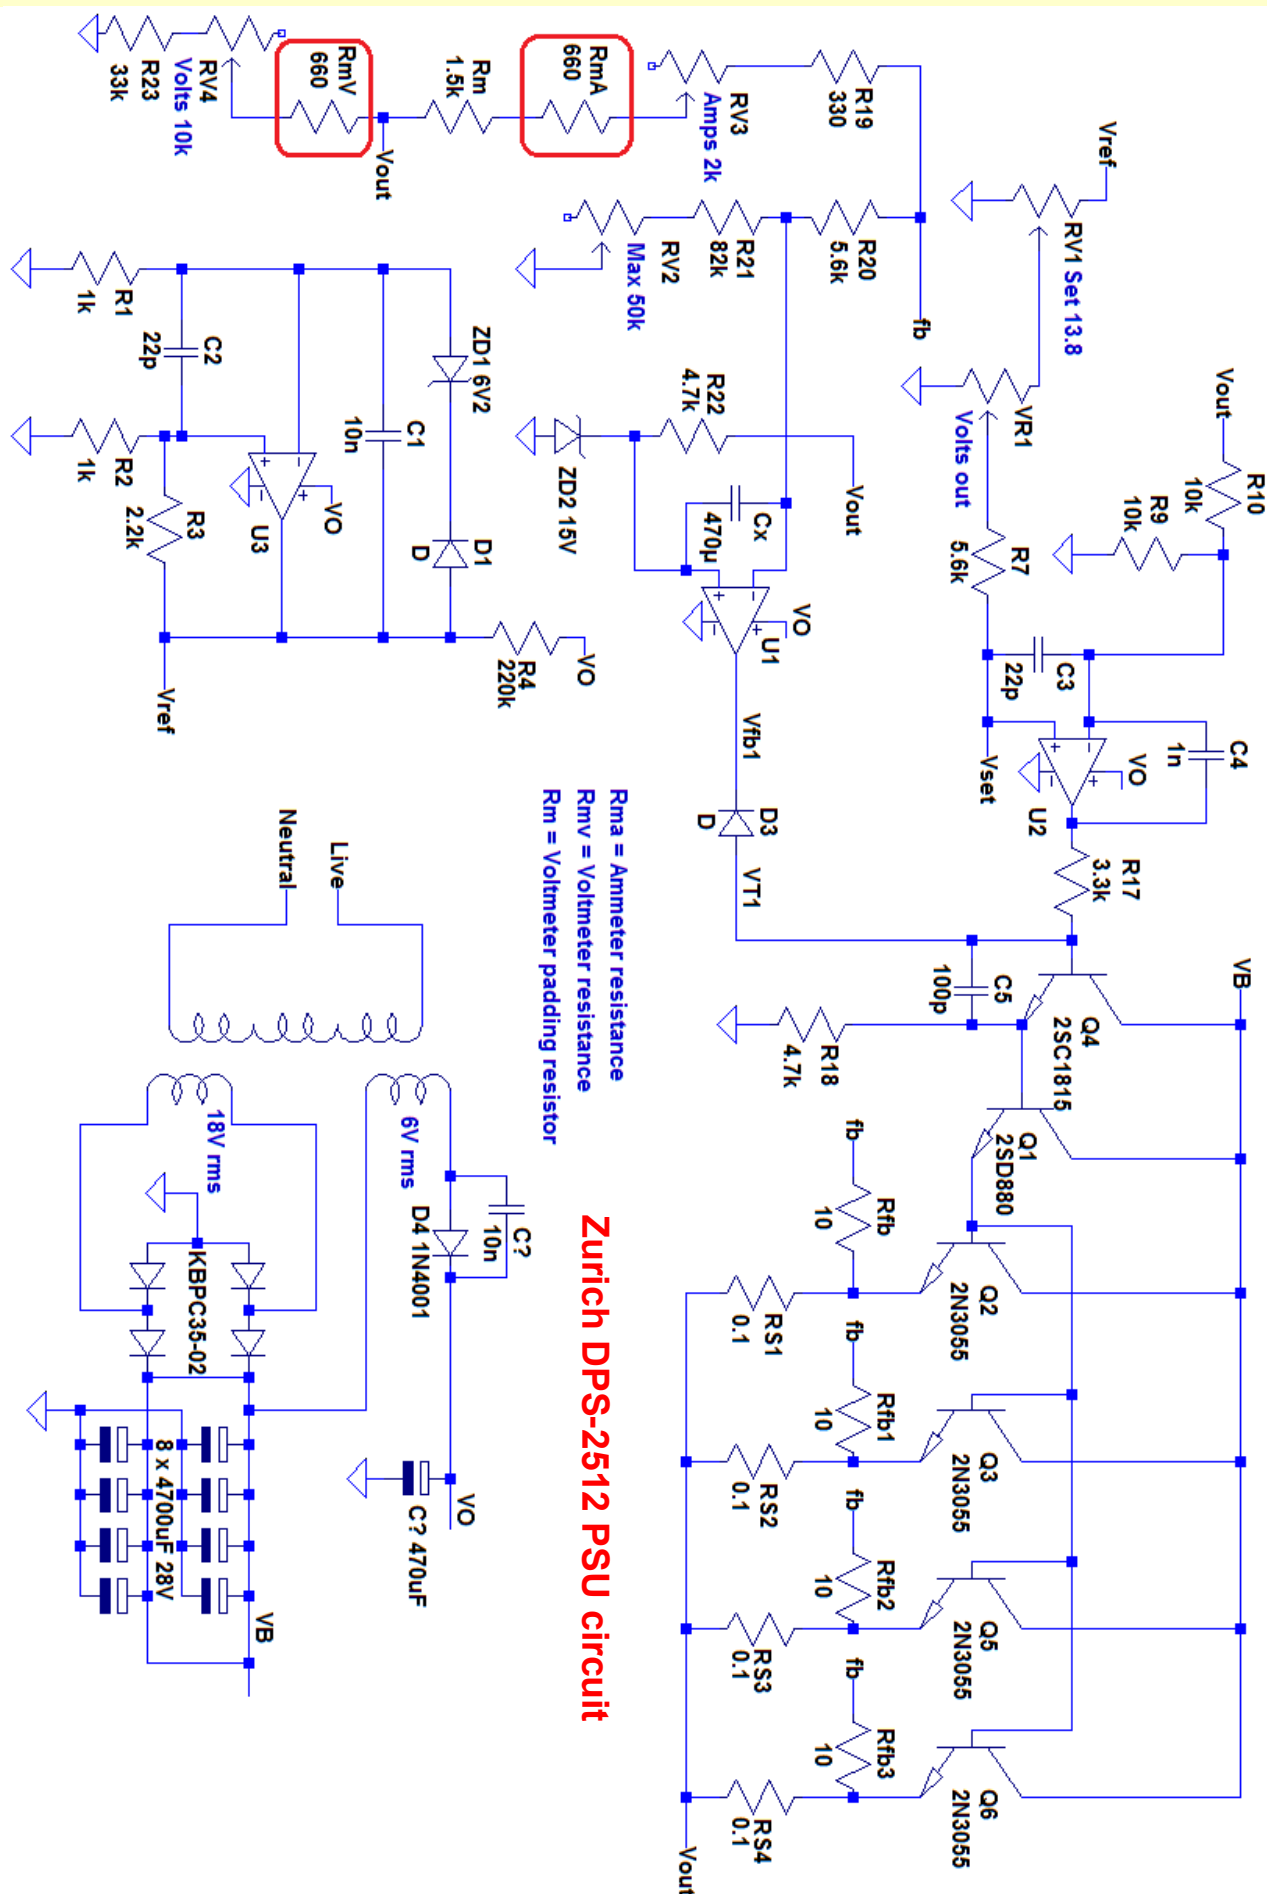 Vref
RV1 Set 13.8
VR1
Volts out
R7
5.6k
Vout
R10
10k
R9
10k
C3
22p
C4
1n
VO
U2
Vset
R17
3.3k
VB
Q4
2SC1815
C5
100p
R18
4.7k
Q1
2SD880
Q2
2N3055
Q3
2N3055
Q5
2N3055
Q6
2N3055
fb
Rfb
10
fb
Rfb1
10
fb
Rfb2
10
fb
Rfb3
10
RS1
0.1
RS2
0.1
RS3
0.1
RS4
0.1
Vout
R19
330
RV3
Amps 2k
RmA
660
Rm
1.5k
Vout
RmV
660
RV4
Volts 10k
R23
33k
fb
R20
5.6k
R21
82k
RV2
Max 50k
R22
4.7k
Vout
Cx
470µ
ZD2 15V
VO
U1
Vfb1
D3
D
VT1
Rma = Ammeter resistance
Rmv = Voltmeter resistance
Rm = Voltmeter padding resistor
Zurich DPS-2512 PSU circuit
ZD1 6V2
D1
D
C1
10n
R4
220k
VO
C2
22p
R1
1k
R2
1k
R3
2.2k
VO
U3
Vref
Live
Neutral
6V rms
18V rms
C?
10n
D4 1N4001
VO
C? 470uF
KBPC35-02
8 x 4700uF 28V
VB